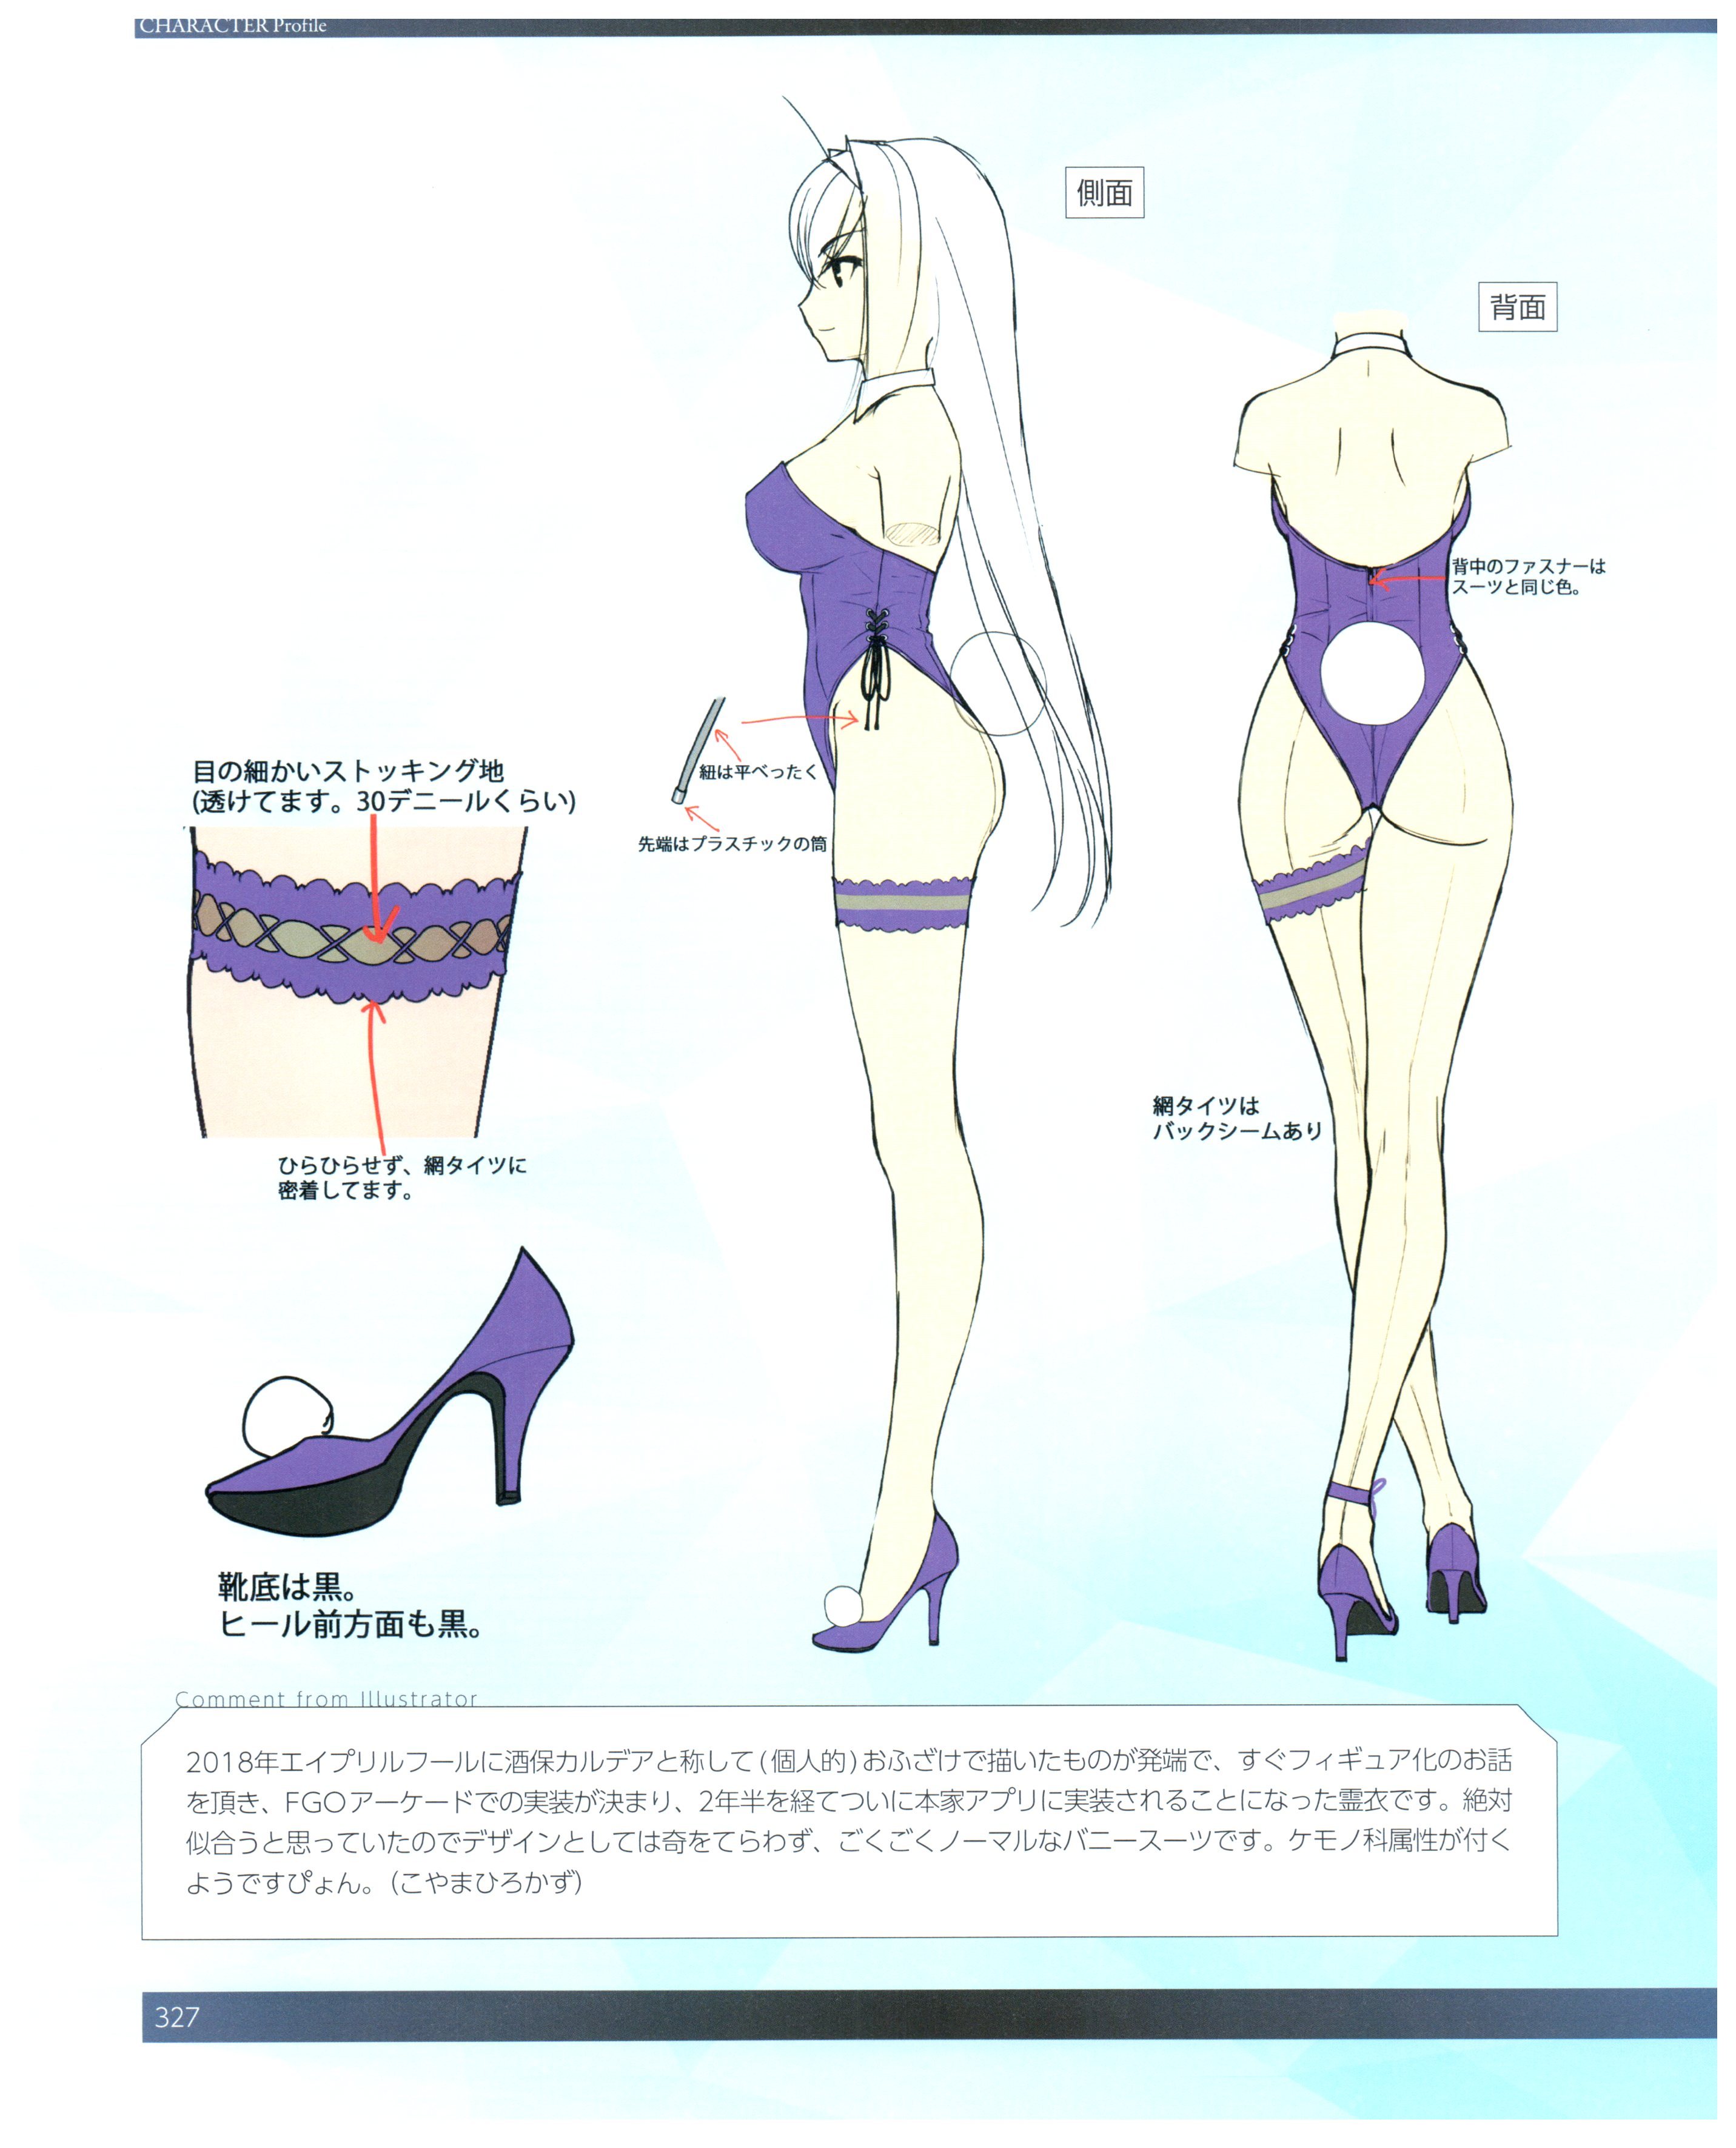 CHARACTER Profile
側面
背面
背中のファスナーは
スーツと同じ色。
紐は平べったく
先端はプラスチックの筒
目の細かいストッキング地
(透けてます。30デニールくらい)
ひらひらせず、網タイツに
密着してます。
網タイツは
バックシームあり
靴底は黒。
ヒール前方面も黒。
Comment from Illustrator
2018年エイプリルフールに酒保カルデアと称して(個人的)おふざけで描いたものが発端で、すぐフィギュア化のお話
を頂き、FGOアーケードでの実装が決まり、2年半を経てついに本家アプリに実装されることになった霊衣です。絶対
似合うと思っていたのでデザインとしては奇をてらわず、ごくごくノーマルなバニースーツです。ケモノ科属性が付く
ようですぴょん。(こやまひろかず)
327